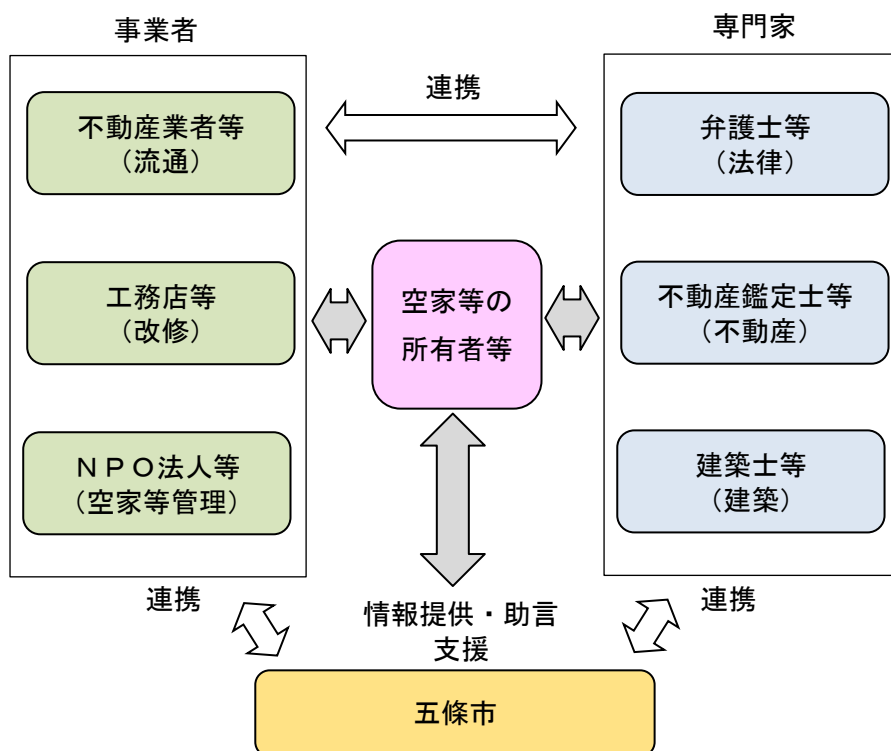 事業者
専門家
連携
不動産業者等
(流通)
弁護士等
(法律)
工務店等
(改修)
空家等の
所有者等
不動産鑑定士等
(不動産)
NPO法人等
(空家等管理)
建築士等
(建築)
連携
連携
情報提供・助言
支援
五條市